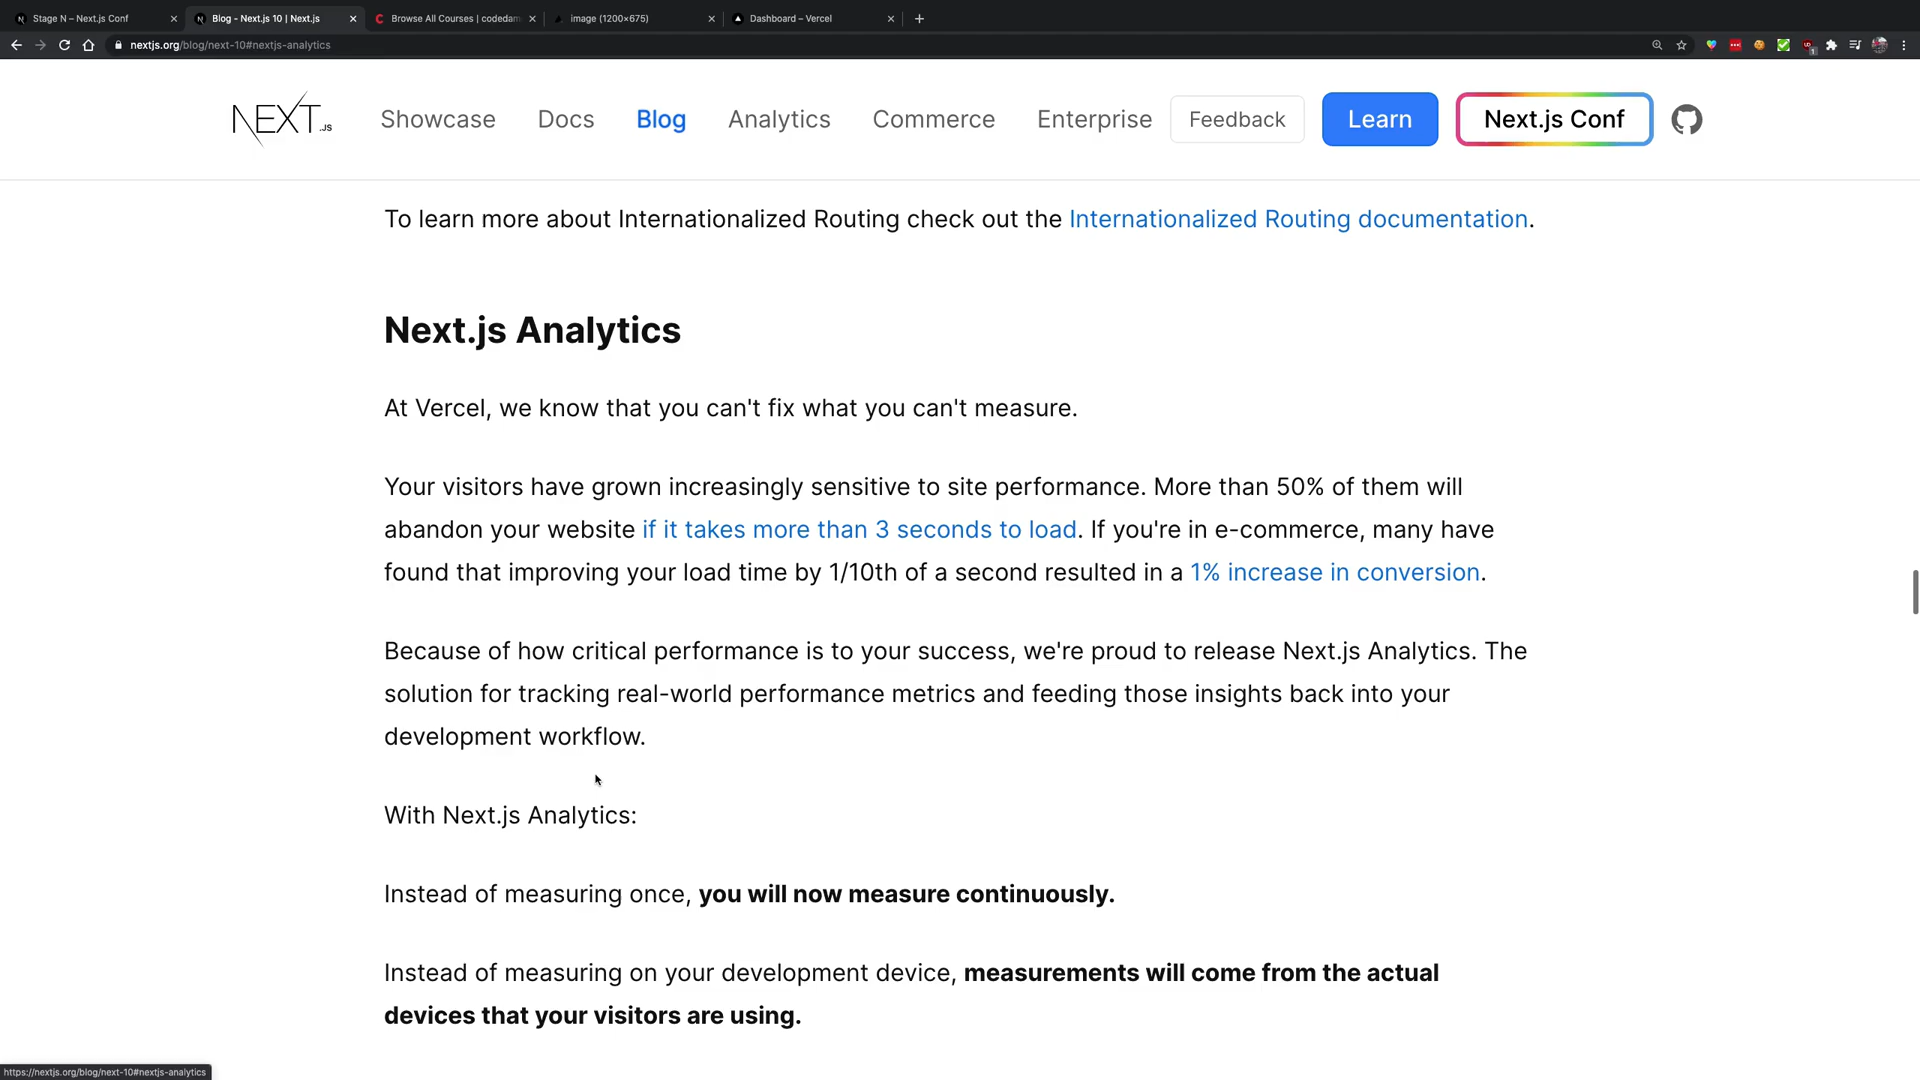 Stage N – Next.js Conf
Blog - Next.js 10 | Next.js
Browse All Courses | codedam
image (1200×675)
Dashboard – Vercel
nextjs.org/blog/next-10#nextjs-analytics
NEXT.JS
Showcase
Docs
Blog
Analytics
Commerce
Enterprise
Feedback
Learn
Next.js Conf
To learn more about Internationalized Routing check out the Internationalized Routing documentation.
Next.js Analytics
At Vercel, we know that you can't fix what you can't measure.
Your visitors have grown increasingly sensitive to site performance. More than 50% of them will
abandon your website if it takes more than 3 seconds to load. If you're in e-commerce, many have
found that improving your load time by 1/10th of a second resulted in a 1% increase in conversion.
Because of how critical performance is to your success, we're proud to release Next.js Analytics. The
solution for tracking real-world performance metrics and feeding those insights back into your
development workflow.
With Next.js Analytics:
Instead of measuring once, you will now measure continuously.
Instead of measuring on your development device, measurements will come from the actual
devices that your visitors are using.
https://nextjs.org/blog/next-10#nextjs-analytics